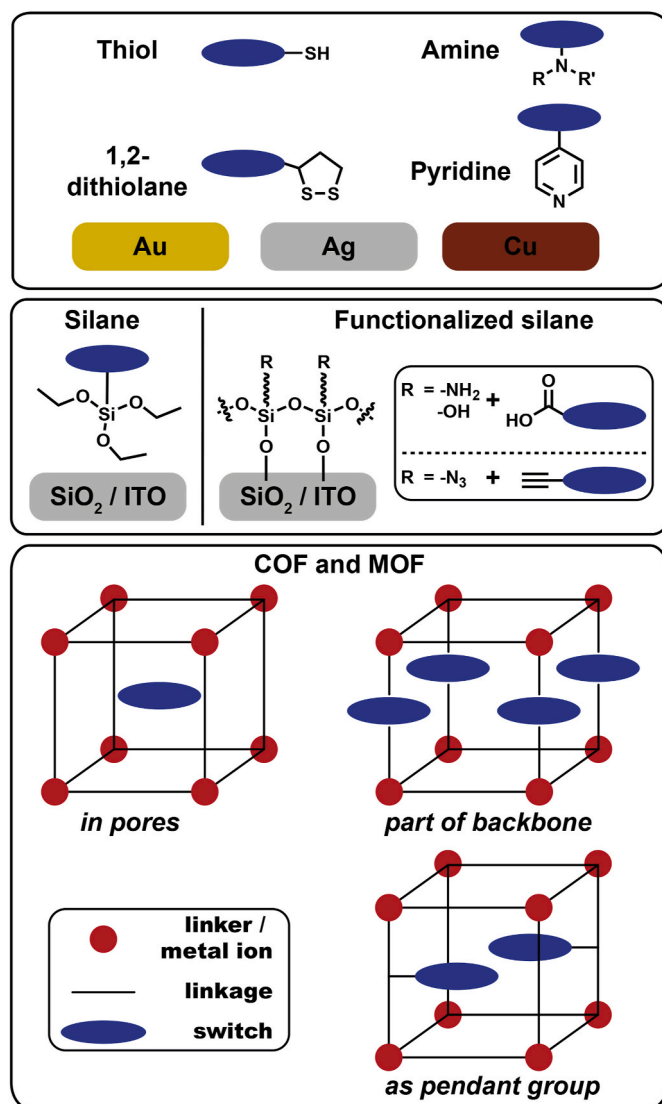 Thiol
SH
Amine
N
R R'
1,2-
dithiolane
S-S
Pyridine
N
Au
Ag
Cu
Silane
Functionalized silane
R R
O Si O
O
O Si O Si O
O O
SiO2 / ITO
SiO2 / ITO
R = -NH2
-OH
+
O
HO
R = -N3 +
COF and MOF
in pores
part of backbone
linker /
metal ion
linkage
switch
as pendant group